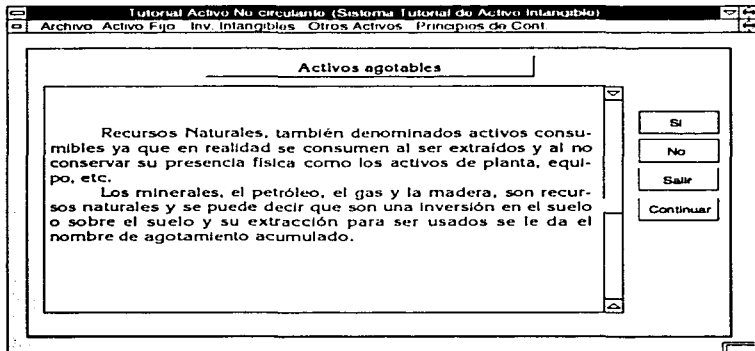 Tutorial Activo No circulante (Sistema Tutorial de Activo Intangible)
Archivo Activo Fijo Inv. Intangibles Otros Activos Principios de Cont.
Activos agotables
Recursos Naturales, también denominados activos consu-
mibles ya que en realidad se consumen al ser extraídos y al no
conservar su presencia física como los activos de planta, equi-
po, etc.
Los minerales, el petróleo, el gas y la madera, son recur-
sos naturales y se puede decir que son una inversión en el suelo
o sobre el suelo y su extracción para ser usados se le da el
nombre de agotamiento acumulado.
Si
No
Salir
Continuar